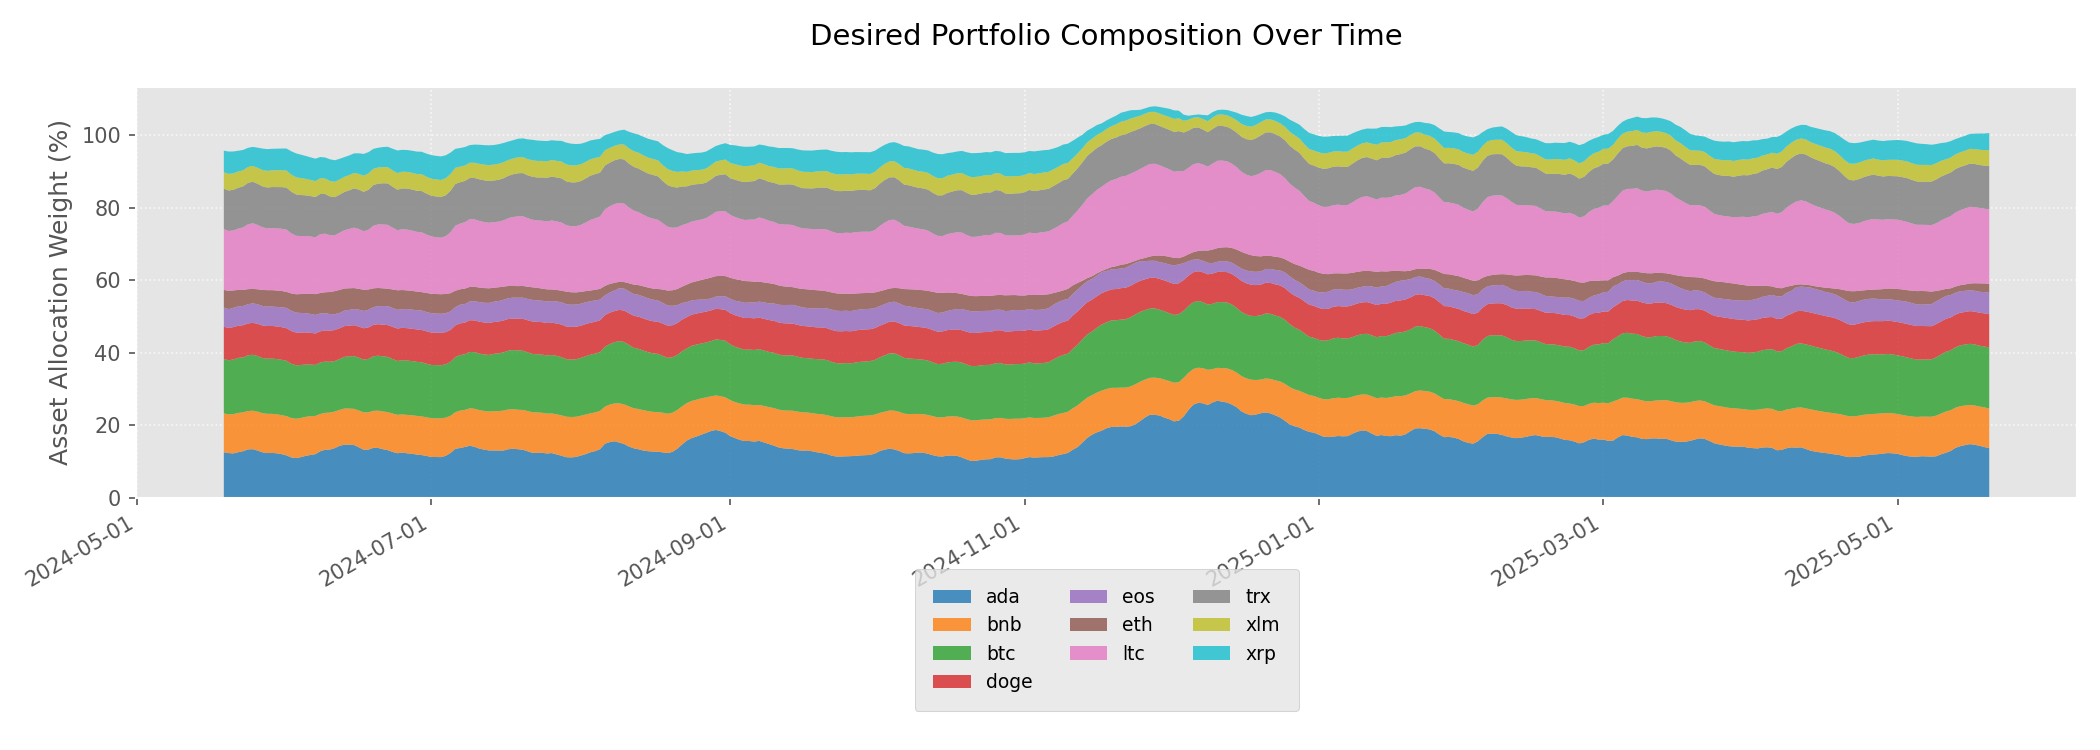 Desired Portfolio Composition Over Time
Asset Allocation Weight (%)
100
80
60
40
20
0
2024-05-01
2024-07-01
2024-09-01
2024-11-01
2025-01-01
2025-03-01
2025-05-01
ada
bnb
btc
doge
eos
eth
ltc
trx
xlm
xrp